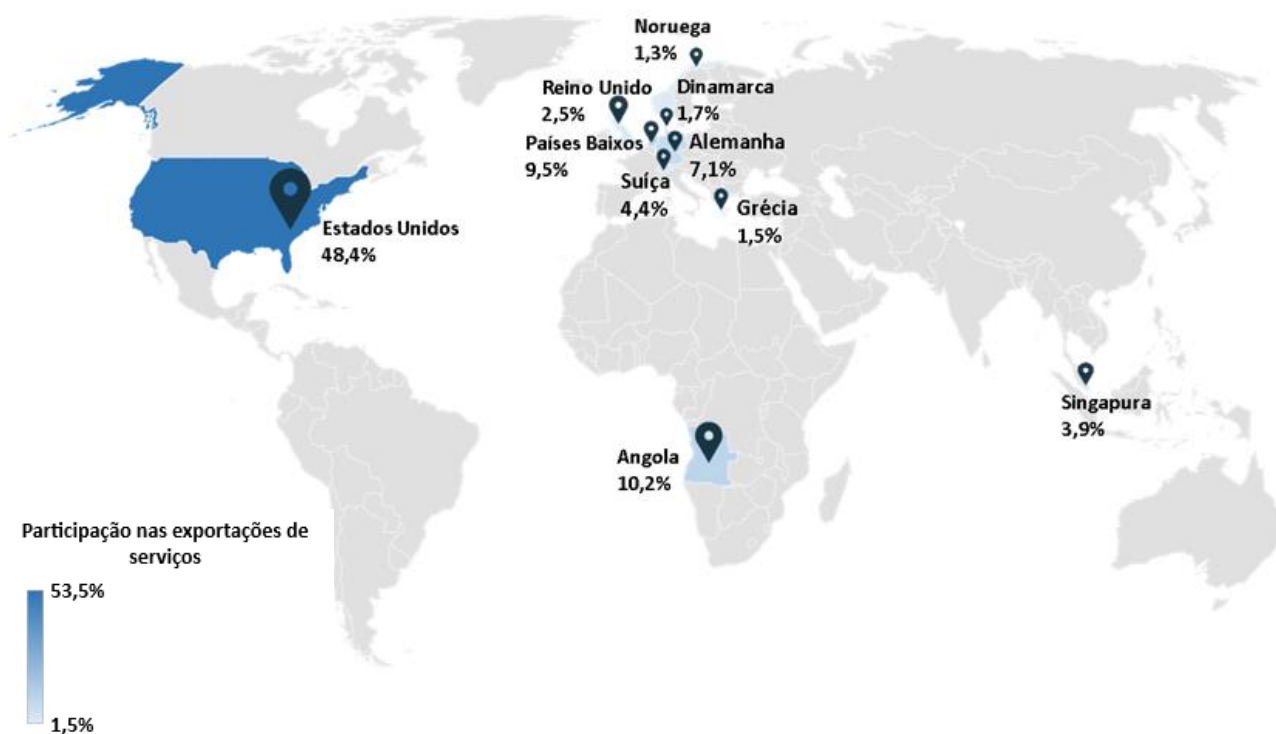 Noruega
1,3%
Reino Unido
2,5%
Dinamarca
1,7%
Países Baixos
9,5%
Alemanha
7,1%
Suíça
4,4%
Grécia
1,5%
Estados Unidos
48,4%
Singapura
3,9%
Angola
10,2%
Participação nas exportações de
serviços
53,5%
1,5%